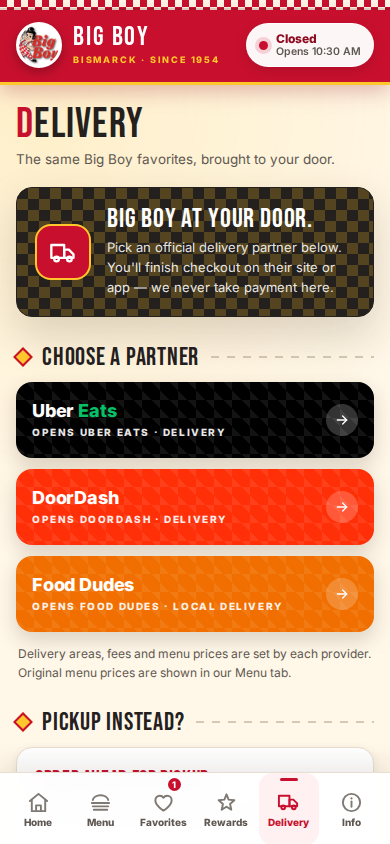 Big Boy
BIG BOY
BISMARCK · SINCE 1954
Closed
Opens 10:30 AM
DELIVERY
The same Big Boy favorites, brought to your door.
BIG BOY AT YOUR DOOR.
Pick an official delivery partner below.
You'll finish checkout on their site or
app — we never take payment here.
CHOOSE A PARTNER
Uber Eats
OPENS UBER EATS · DELIVERY
DoorDash
OPENS DOORDASH · DELIVERY
Food Dudes
OPENS FOOD DUDES · LOCAL DELIVERY
Delivery areas, fees and menu prices are set by each provider.
Original menu prices are shown in our Menu tab.
PICKUP INSTEAD?
ORDER AHEAD FOR PICKUP
1
Home
Menu
Favorites
Rewards
Delivery
Info